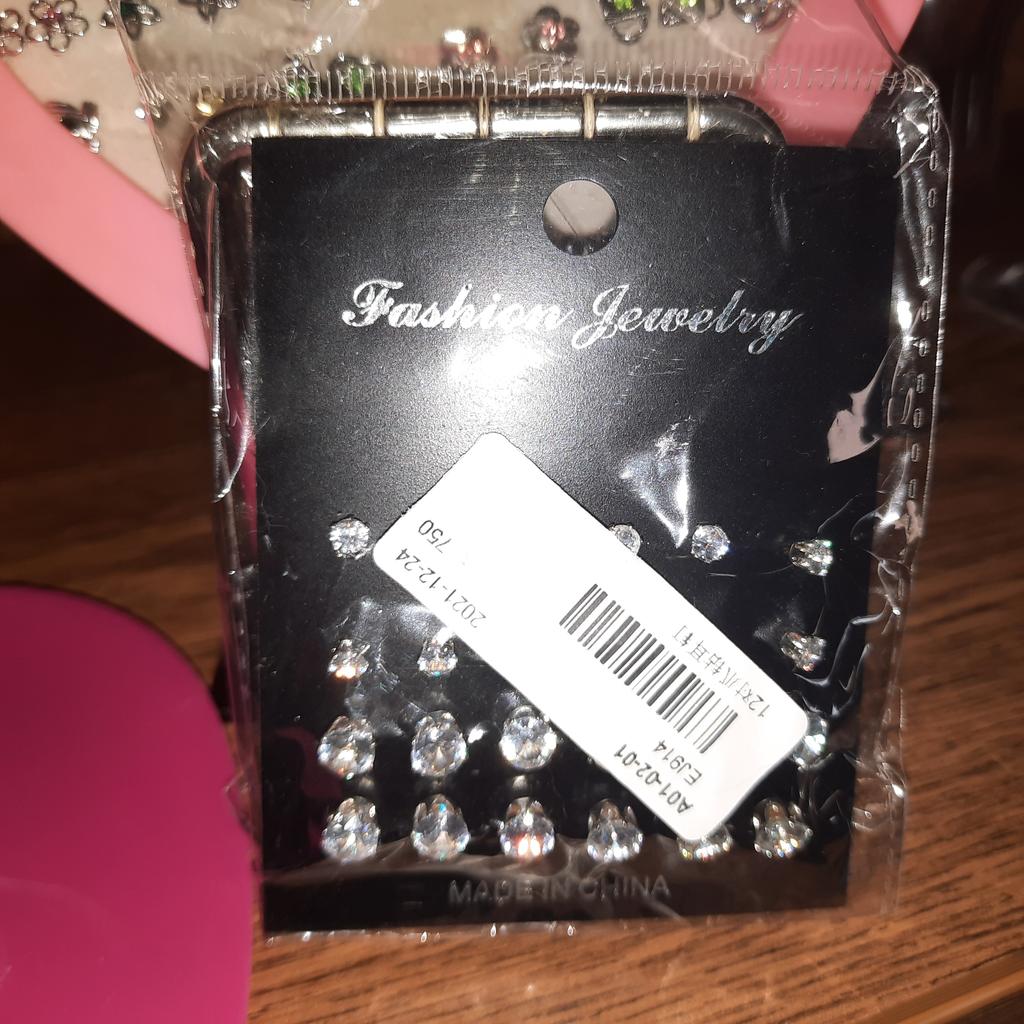 Fashion Jewelry
A01-02-01
EJ914
12对爪钻耳钉
2021-12-24
750
MADE IN CHINA